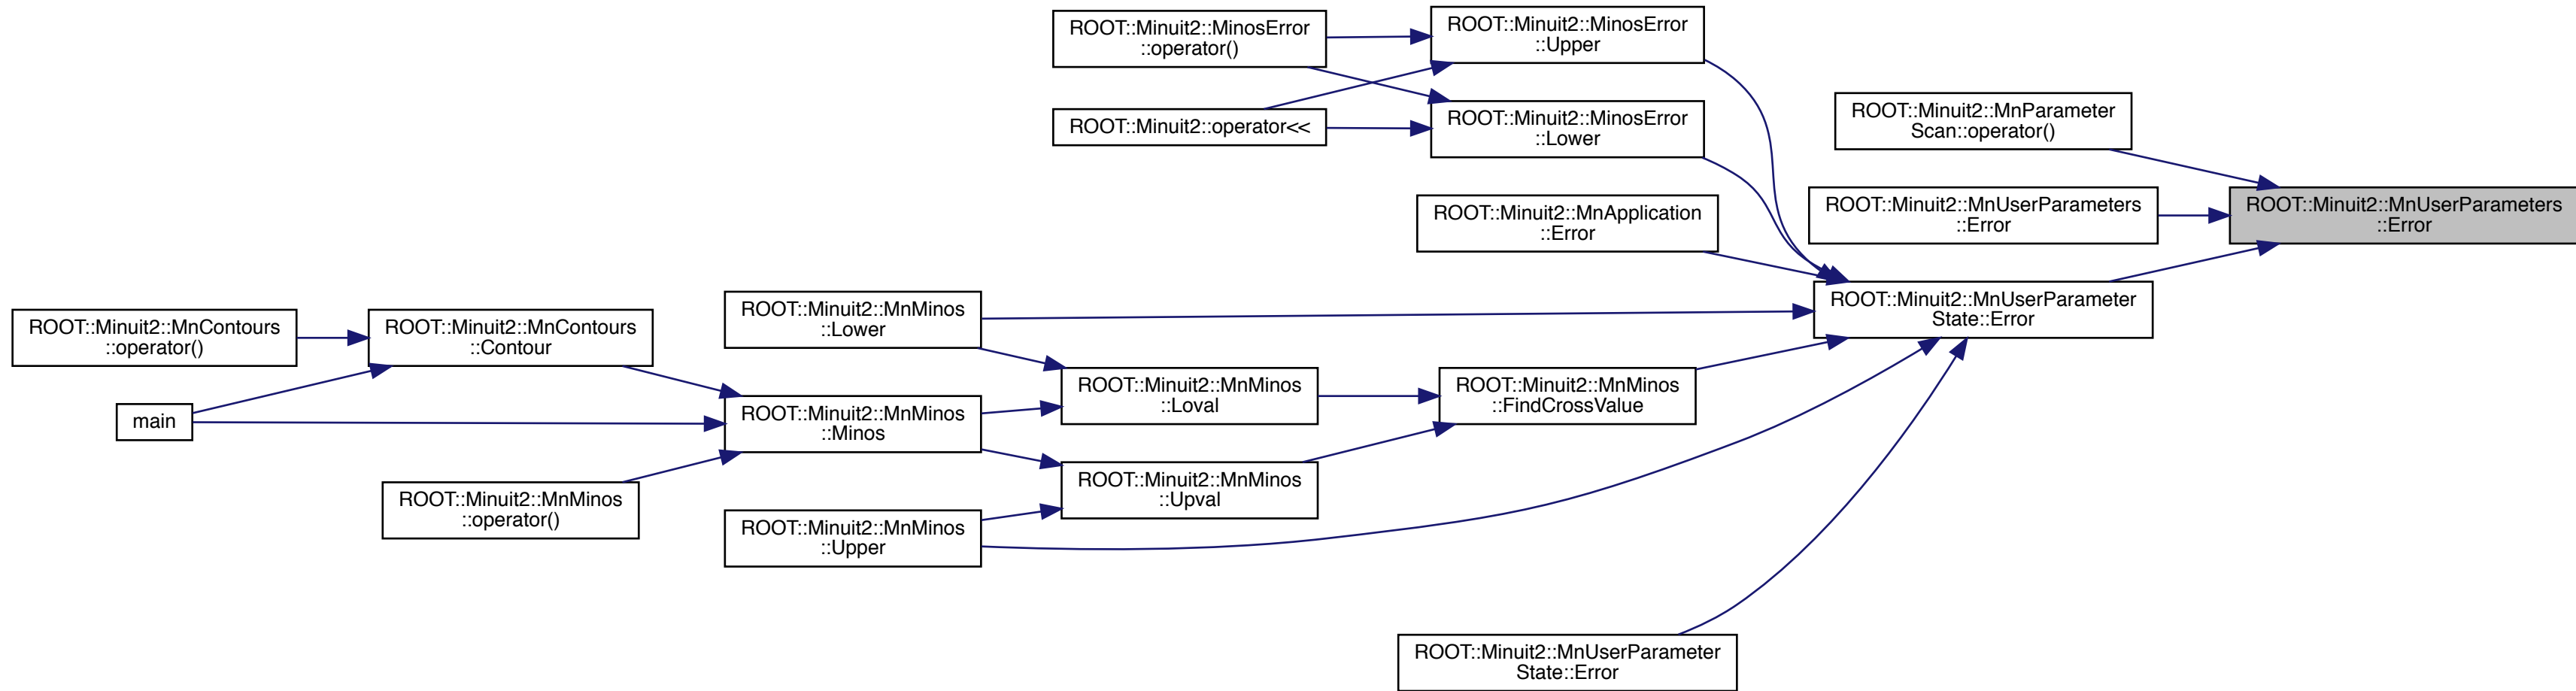 ROOT::Minuit2::MinosError
::operator()
ROOT::Minuit2::MinosError
::Upper
ROOT::Minuit2::operator<<
ROOT::Minuit2::MinosError
::Lower
ROOT::Minuit2::MnParameter
Scan::operator()
ROOT::Minuit2::MnApplication
::Error
ROOT::Minuit2::MnUserParameters
::Error
ROOT::Minuit2::MnUserParameters
::Error
ROOT::Minuit2::MnContours
::operator()
ROOT::Minuit2::MnContours
::Contour
ROOT::Minuit2::MnMinos
::Lower
ROOT::Minuit2::MnUserParameter
State::Error
main
ROOT::Minuit2::MnMinos
::Minos
ROOT::Minuit2::MnMinos
::Loval
ROOT::Minuit2::MnMinos
::FindCrossValue
ROOT::Minuit2::MnMinos
::operator()
ROOT::Minuit2::MnMinos
::Upper
ROOT::Minuit2::MnMinos
::Upval
ROOT::Minuit2::MnUserParameter
State::Error